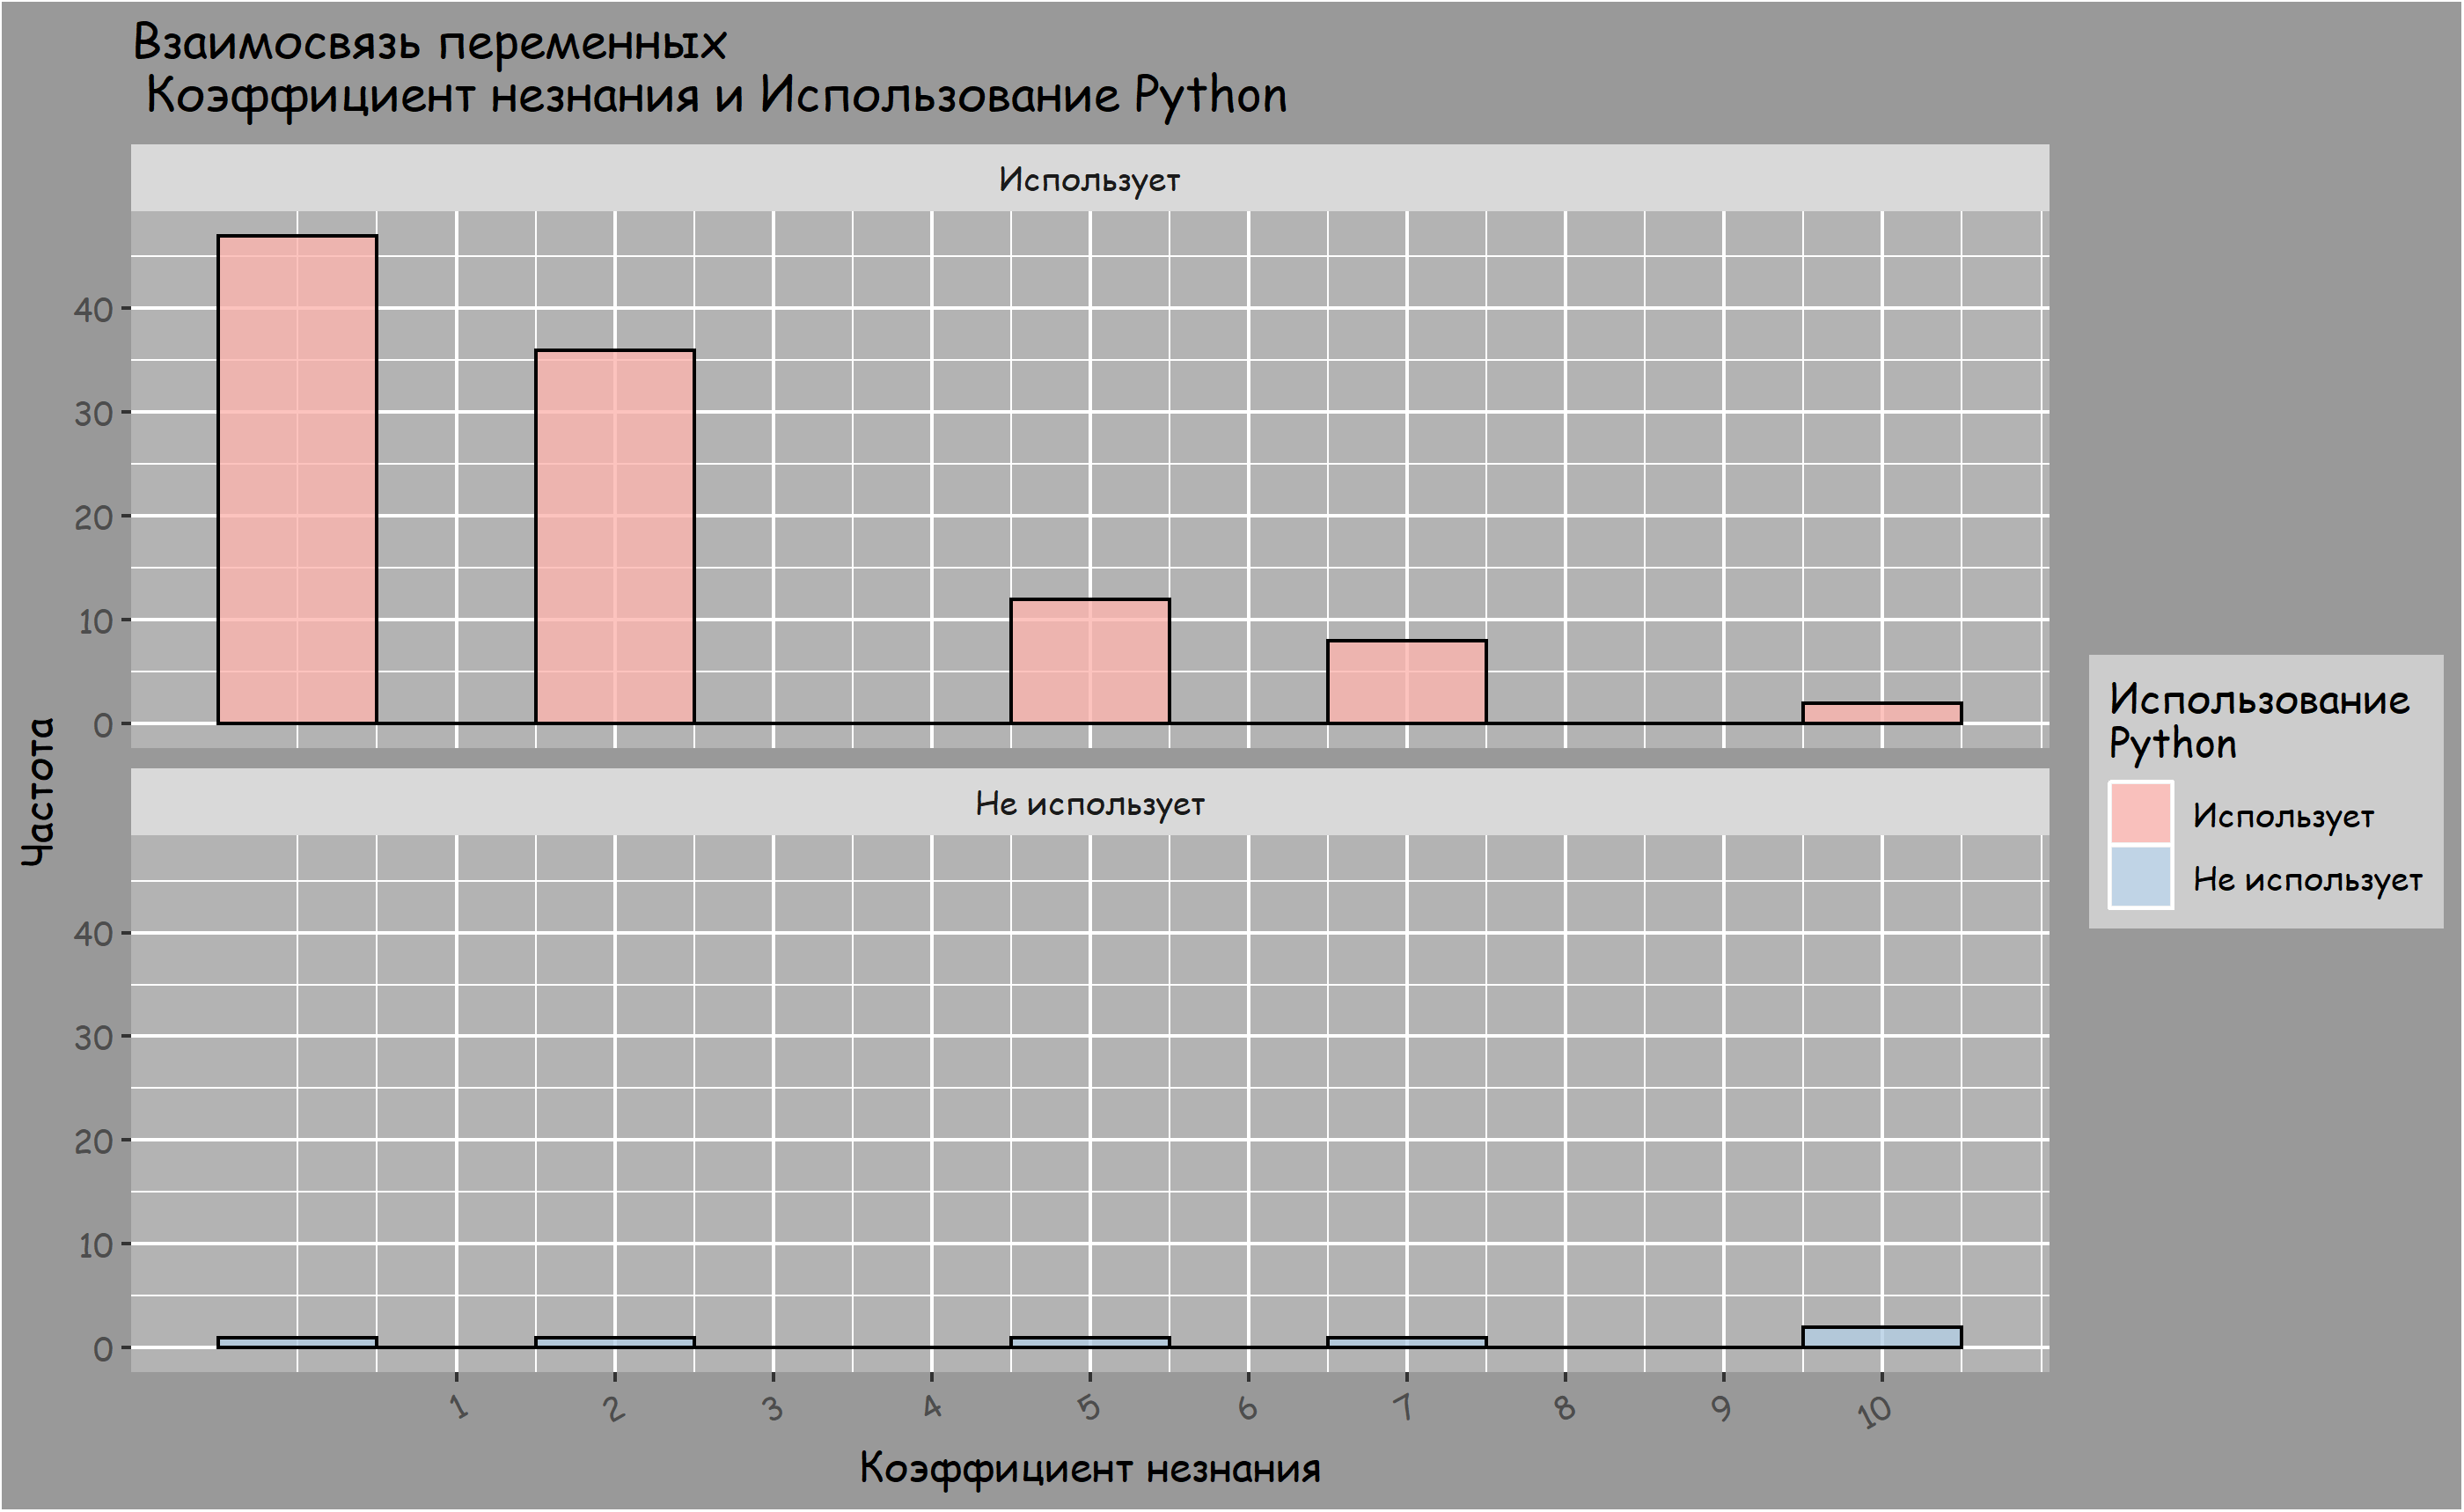 Взаимосвязь переменных
Коэффициент незнания и Использование Python
Использует
40
30
20
10
0
Не использует
40
30
20
10
0
Частота
1 2 3 4 5 6 7 8 9 10
Коэффициент незнания
Использование
Python
Использует
Не использует